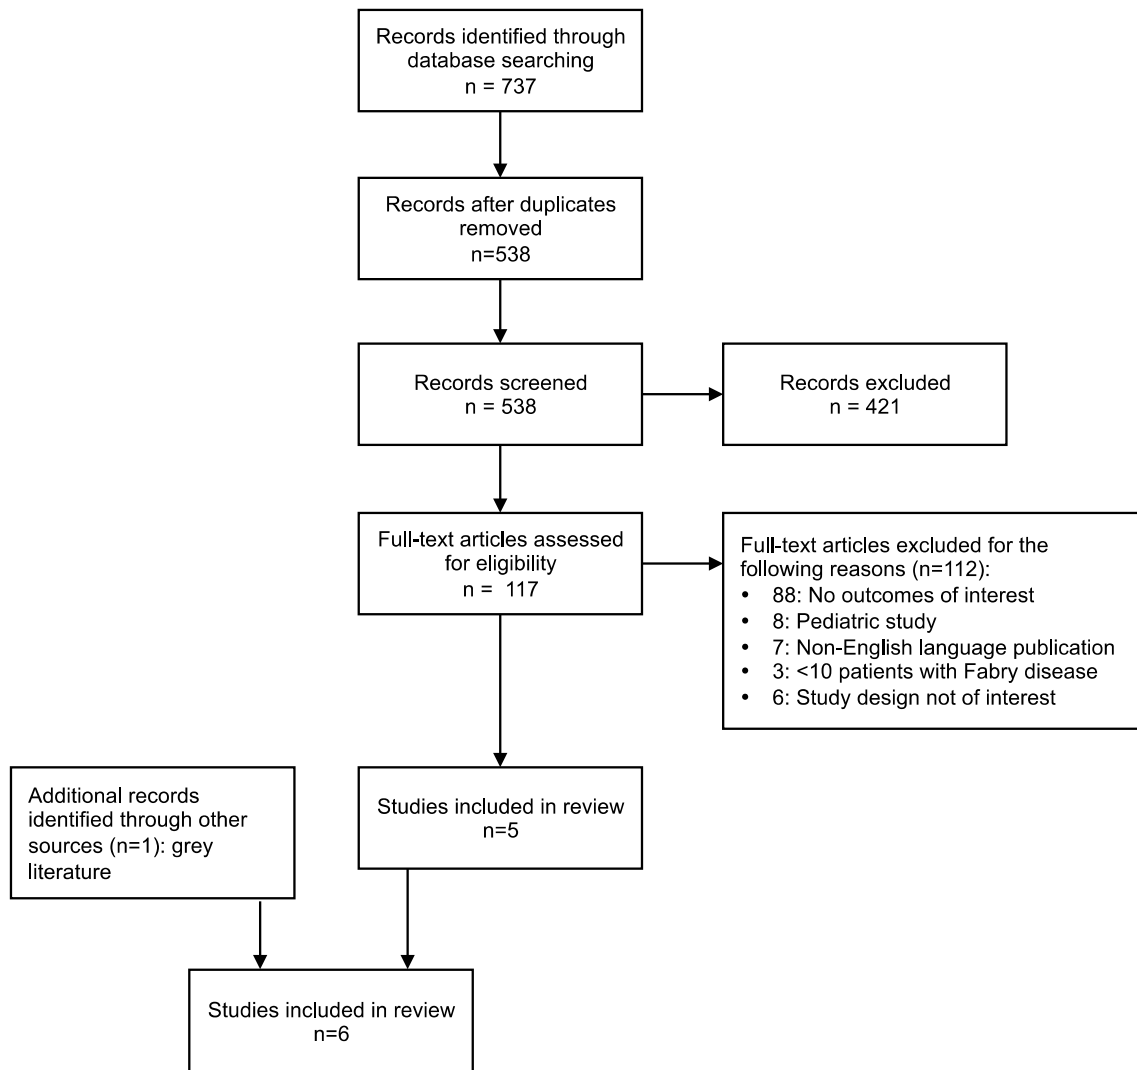 Records identified through
database searching
n = 737
Records after duplicates
removed
n=538
Records screened
n = 538
Records excluded
n = 421
Full-text articles assessed
for eligibility
n = 117
Full-text articles excluded for the
following reasons (n=112):
• 88: No outcomes of interest
• 8: Pediatric study
• 7: Non-English language publication
• 3: <10 patients with Fabry disease
• 6: Study design not of interest
Studies included in review
n=5
Additional records
identified through other
sources (n=1): grey
literature
Studies included in review
n=6